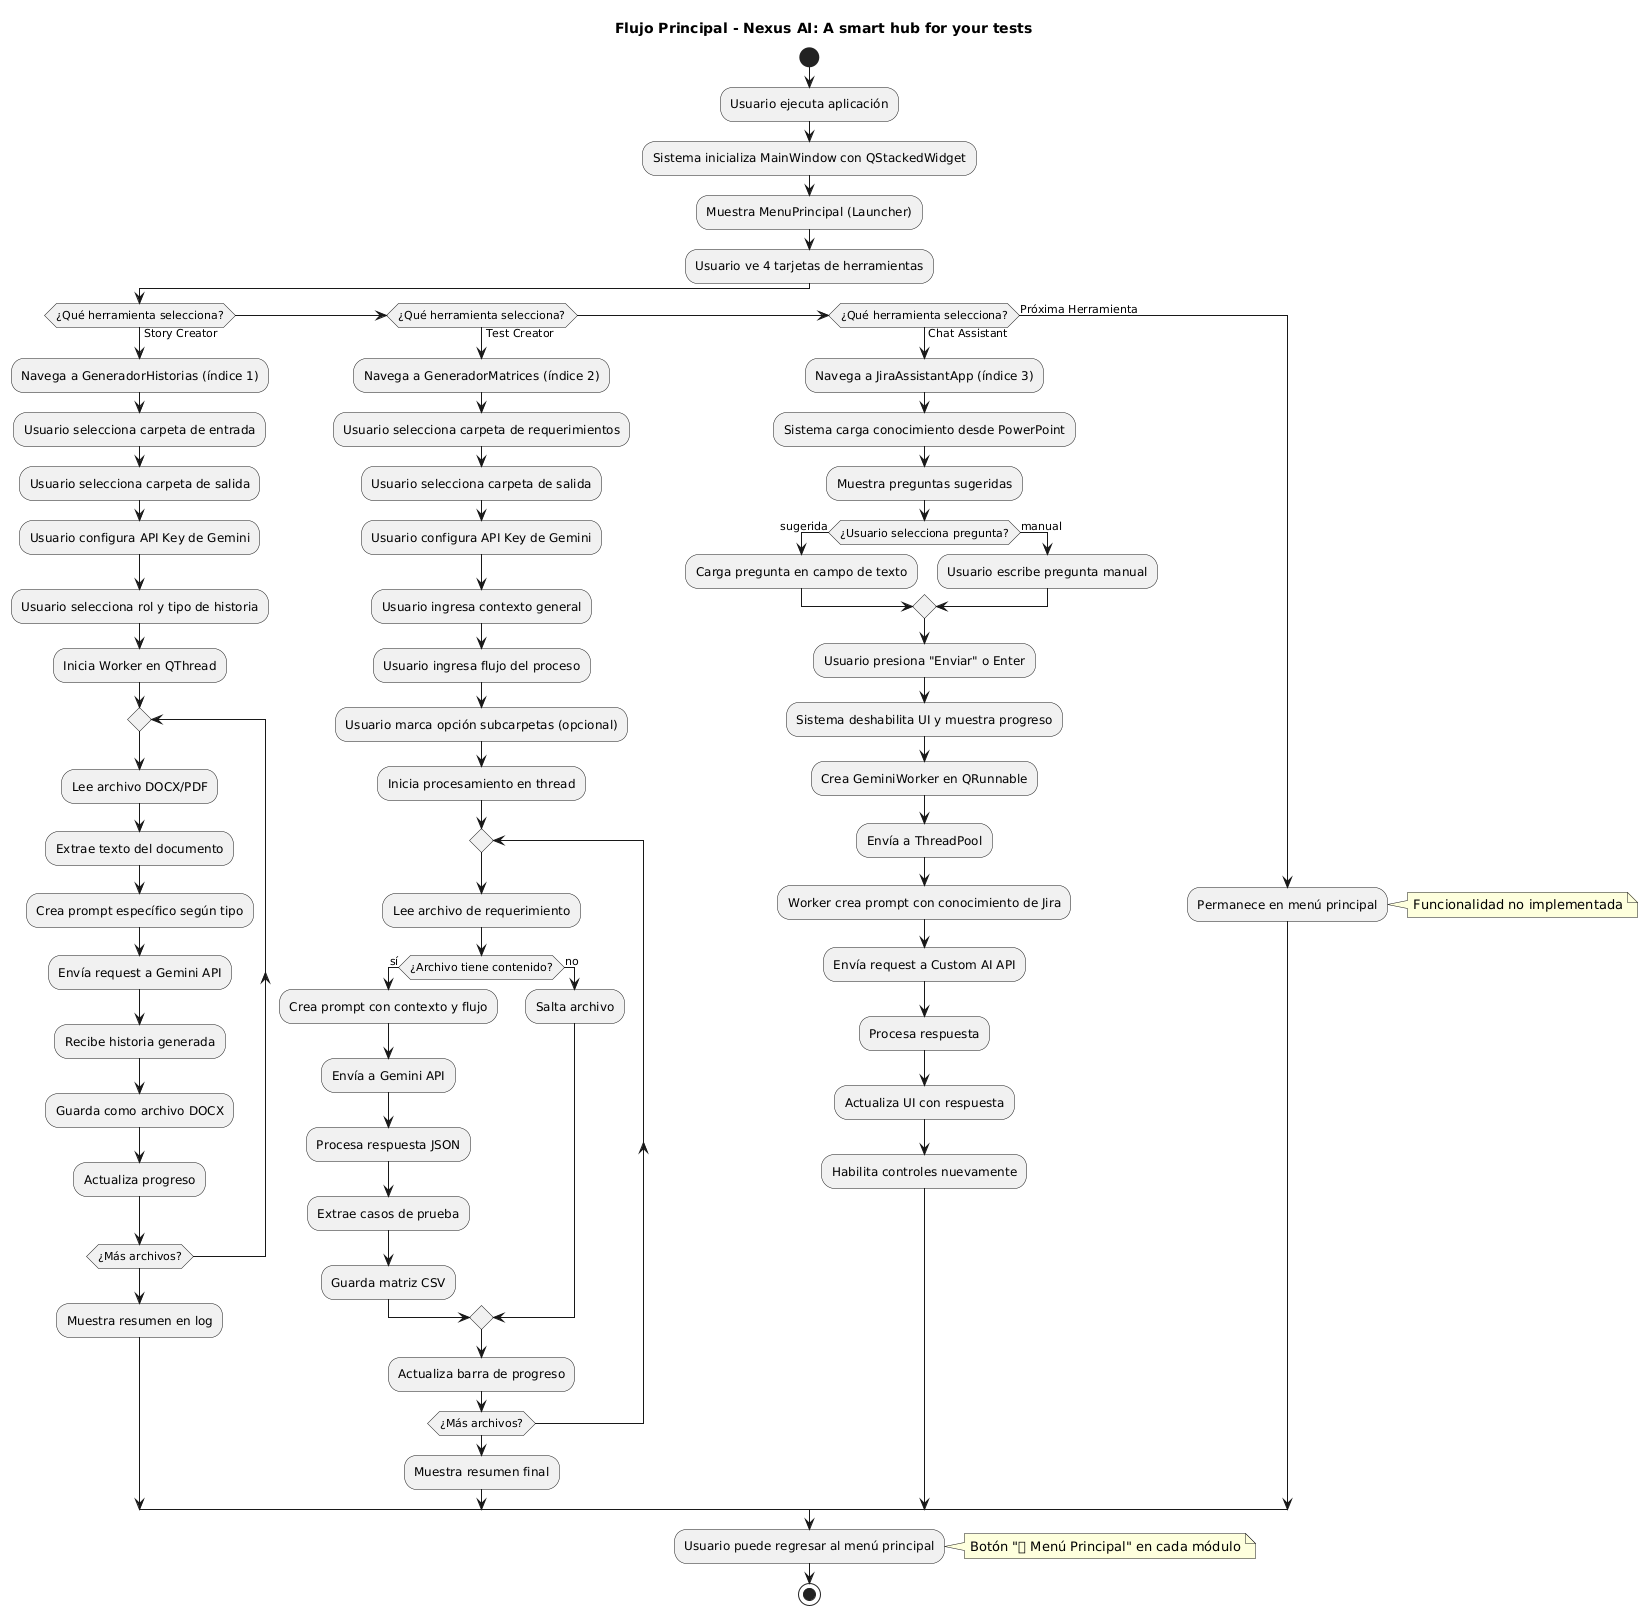 Flujo Principal - Nexus AI: A smart hub for your tests
Usuario ejecuta aplicación
Sistema inicializa MainWindow con QStackedWidget
Muestra MenuPrincipal (Launcher)
Usuario ve 4 tarjetas de herramientas
¿Qué herramienta selecciona?
Story Creator
Navega a GeneradorHistorias (índice 1)
Usuario selecciona carpeta de entrada
Usuario selecciona carpeta de salida
Usuario configura API Key de Gemini
Usuario selecciona rol y tipo de historia
Inicia Worker en QThread
Lee archivo DOCX/PDF
Extrae texto del documento
Crea prompt específico según tipo
Envía request a Gemini API
Recibe historia generada
Guarda como archivo DOCX
Actualiza progreso
¿Más archivos?
Muestra resumen en log
¿Qué herramienta selecciona?
Test Creator
Navega a GeneradorMatrices (índice 2)
Usuario selecciona carpeta de requerimientos
Usuario selecciona carpeta de salida
Usuario configura API Key de Gemini
Usuario ingresa contexto general
Usuario ingresa flujo del proceso
Usuario marca opción subcarpetas (opcional)
Inicia procesamiento en thread
Lee archivo de requerimiento
sí
¿Archivo tiene contenido?
no
Crea prompt con contexto y flujo
Salta archivo
Envía a Gemini API
Procesa respuesta JSON
Extrae casos de prueba
Guarda matriz CSV
Actualiza barra de progreso
¿Más archivos?
Muestra resumen final
¿Qué herramienta selecciona?
Chat Assistant
Navega a JiraAssistantApp (índice 3)
Sistema carga conocimiento desde PowerPoint
Muestra preguntas sugeridas
sugerida
¿Usuario selecciona pregunta?
manual
Carga pregunta en campo de texto
Usuario escribe pregunta manual
Usuario presiona "Enviar" o Enter
Sistema deshabilita UI y muestra progreso
Crea GeminiWorker en QRunnable
Envía a ThreadPool
Worker crea prompt con conocimiento de Jira
Envía request a Custom AI API
Procesa respuesta
Actualiza UI con respuesta
Habilita controles nuevamente
Próxima Herramienta
Permanece en menú principal
Funcionalidad no implementada
Usuario puede regresar al menú principal
Botón "▯ Menú Principal" en cada módulo